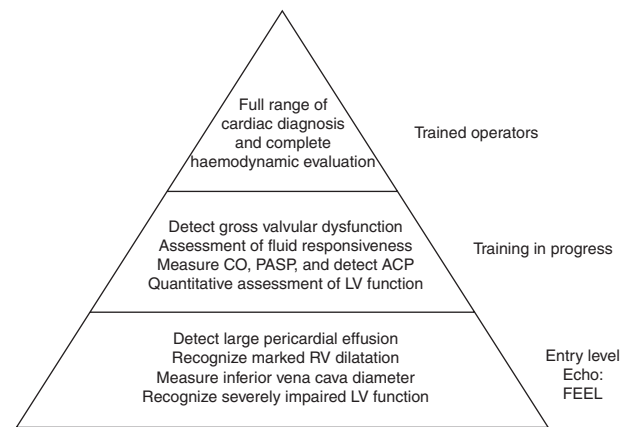 Full range of
cardiac diagnosis
and complete
haemodynamic evaluation
Trained operators
Detect gross valvular dysfunction
Assessment of fluid responsiveness
Measure CO, PASP, and detect ACP
Quantitative assessment of LV function
Training in progress
Detect large pericardial effusion
Recognize marked RV dilatation
Measure inferior vena cava diameter
Recognize severely impaired LV function
Entry level
Echo:
FEEL